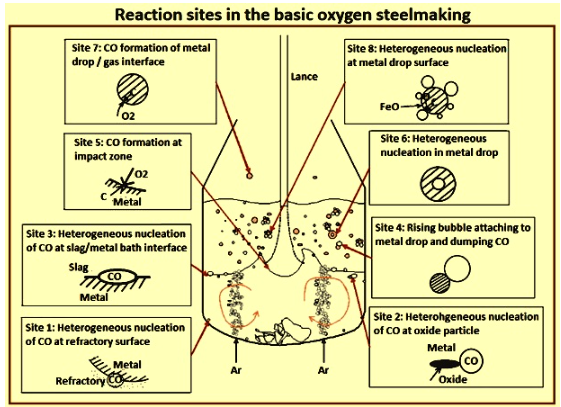 Reaction sites in the basic oxygen steelmaking
Site 7: CO formation of metal
drop / gas interface
O2
Lance
Site 8: Heterogeneous nucleation
at metal drop surface
FeO
Site 5: CO formation at
impact zone
O2
C
Metal
Site 6: Heterogeneous
nucleation in metal drop
Site 3: Heterogeneous nucleation
of CO at slag/metal bath interface
Slag
CO
Metal
Site 4: Rising bubble attaching to
metal drop and dumping CO
Site 1: Heterogeneous nucleation
of CO at refractory surface
Metal
Refractory
CO
Site 2: Heterohgeneous nucleation
of CO at oxide particle
Metal
CO
Oxide
Ar
Ar